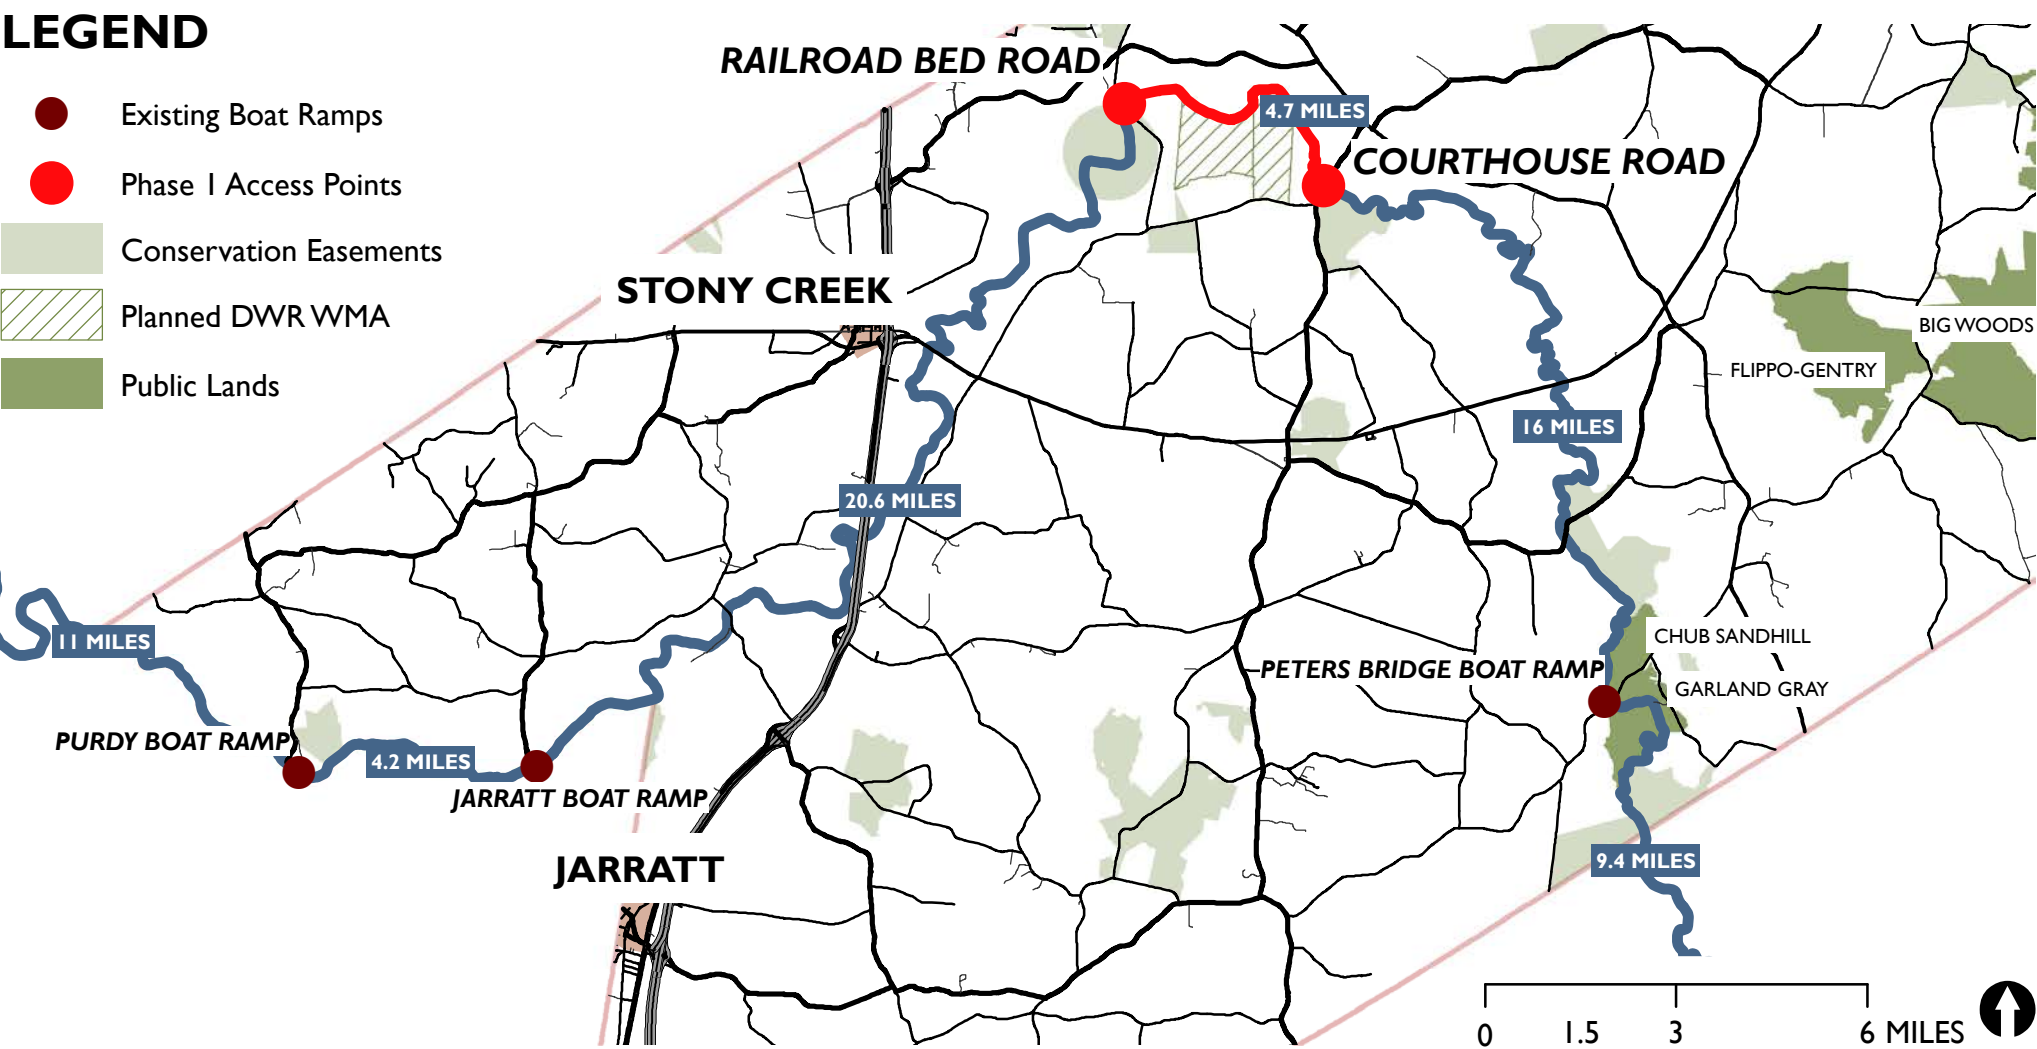 LEGEND
Existing Boat Ramps
Phase 1 Access Points
Conservation Easements
Planned DWR WMA
Public Lands
RAILROAD BED ROAD
4.7 MILES
COURTHOUSE ROAD
STONY CREEK
BIG WOODS
FLIPPO-GENTRY
16 MILES
20.6 MILES
11 MILES
CHUB SANDHILL
PETERS BRIDGE BOAT RAMP
GARLAND GRAY
PURDY BOAT RAMP
4.2 MILES
JARRATT BOAT RAMP
JARRATT
9.4 MILES
0 1.5 3 6 MILES